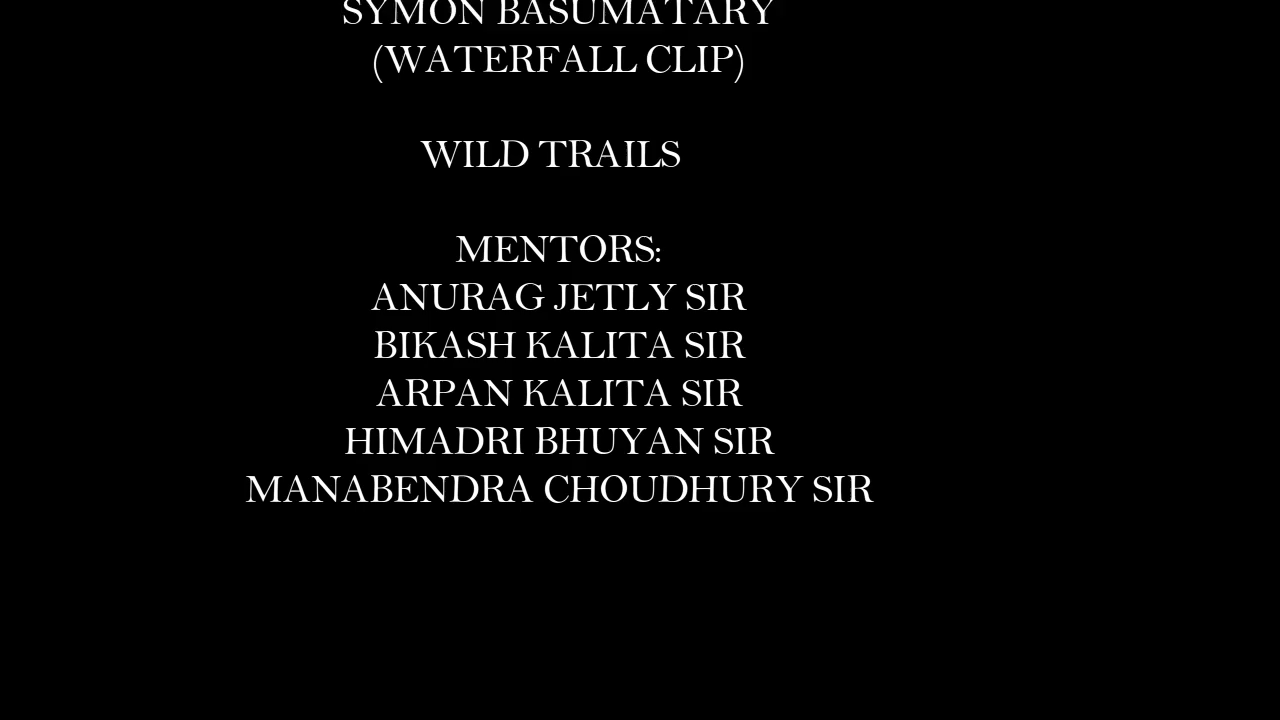 SYMON BASUMATARY
(WATERFALL CLIP)
WILD TRAILS
MENTORS:
ANURAG JETLY SIR
BIKASH KALITA SIR
ARPAN KALITA SIR
HIMADRI BHUYAN SIR
MANABENDRA CHOUDHURY SIR